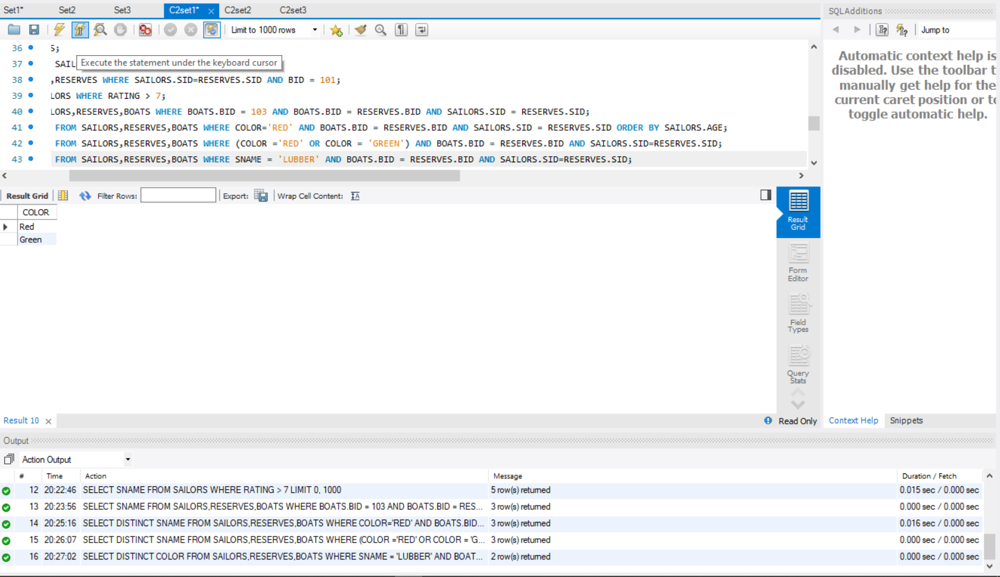 Set1*
Set2
Set3
C2set1*
C2set2
C2set3
SQLAdditions
Limit to 1000 rows
Jump to
36
5;
37
SAIL
Execute the statement under the keyboard cursor
38
,RESERVES WHERE SAILORS.SID=RESERVES.SID AND BID = 101;
39
LORS WHERE RATING > 7;
40
LORS,RESERVES,BOATS WHERE BOATS.BID = 103 AND BOATS.BID = RESERVES.BID AND SAILORS.SID = RESERVES.SID;
41
FROM SAILORS,RESERVES,BOATS WHERE COLOR='RED' AND BOATS.BID = RESERVES.BID AND SAILORS.SID = RESERVES.SID ORDER BY SAILORS.AGE;
42
FROM SAILORS,RESERVES,BOATS WHERE (COLOR ='RED' OR COLOR = 'GREEN') AND BOATS.BID = RESERVES.BID AND SAILORS.SID=RESERVES.SID;
43
FROM SAILORS,RESERVES,BOATS WHERE SNAME = 'LUBBER' AND BOATS.BID = RESERVES.BID AND SAILORS.SID=RESERVES.SID;
Automatic context help is
disabled. Use the toolbar t
manually get help for the
current caret position or to
toggle automatic help.
Result Grid
Filter Rows:
Export:
Wrap Cell Content:
COLOR
Red
Green
Result
Grid
Form
Editor
Field
Types
Query
Stats
Result 10
Read Only
Context Help
Snippets
Output
Action Output
# Time Action Message Duration / Fetch
12 20:22:46 SELECT SNAME FROM SAILORS WHERE RATING > 7 LIMIT 0, 1000 5 row(s) returned 0.015 sec / 0.000 sec
13 20:23:56 SELECT SNAME FROM SAILORS,RESERVES,BOATS WHERE BOATS.BID = 103 AND BOATS.BID = RES... 3 row(s) returned 0.000 sec / 0.000 sec
14 20:25:16 SELECT DISTINCT SNAME FROM SAILORS,RESERVES,BOATS WHERE COLOR='RED' AND BOATS.BID... 3 row(s) returned 0.016 sec / 0.000 sec
15 20:26:07 SELECT DISTINCT SNAME FROM SAILORS,RESERVES,BOATS WHERE (COLOR ='RED' OR COLOR = 'G... 3 row(s) returned 0.000 sec / 0.000 sec
16 20:27:02 SELECT DISTINCT COLOR FROM SAILORS,RESERVES,BOATS WHERE SNAME = 'LUBBER' AND BOAT... 2 row(s) returned 0.000 sec / 0.000 sec